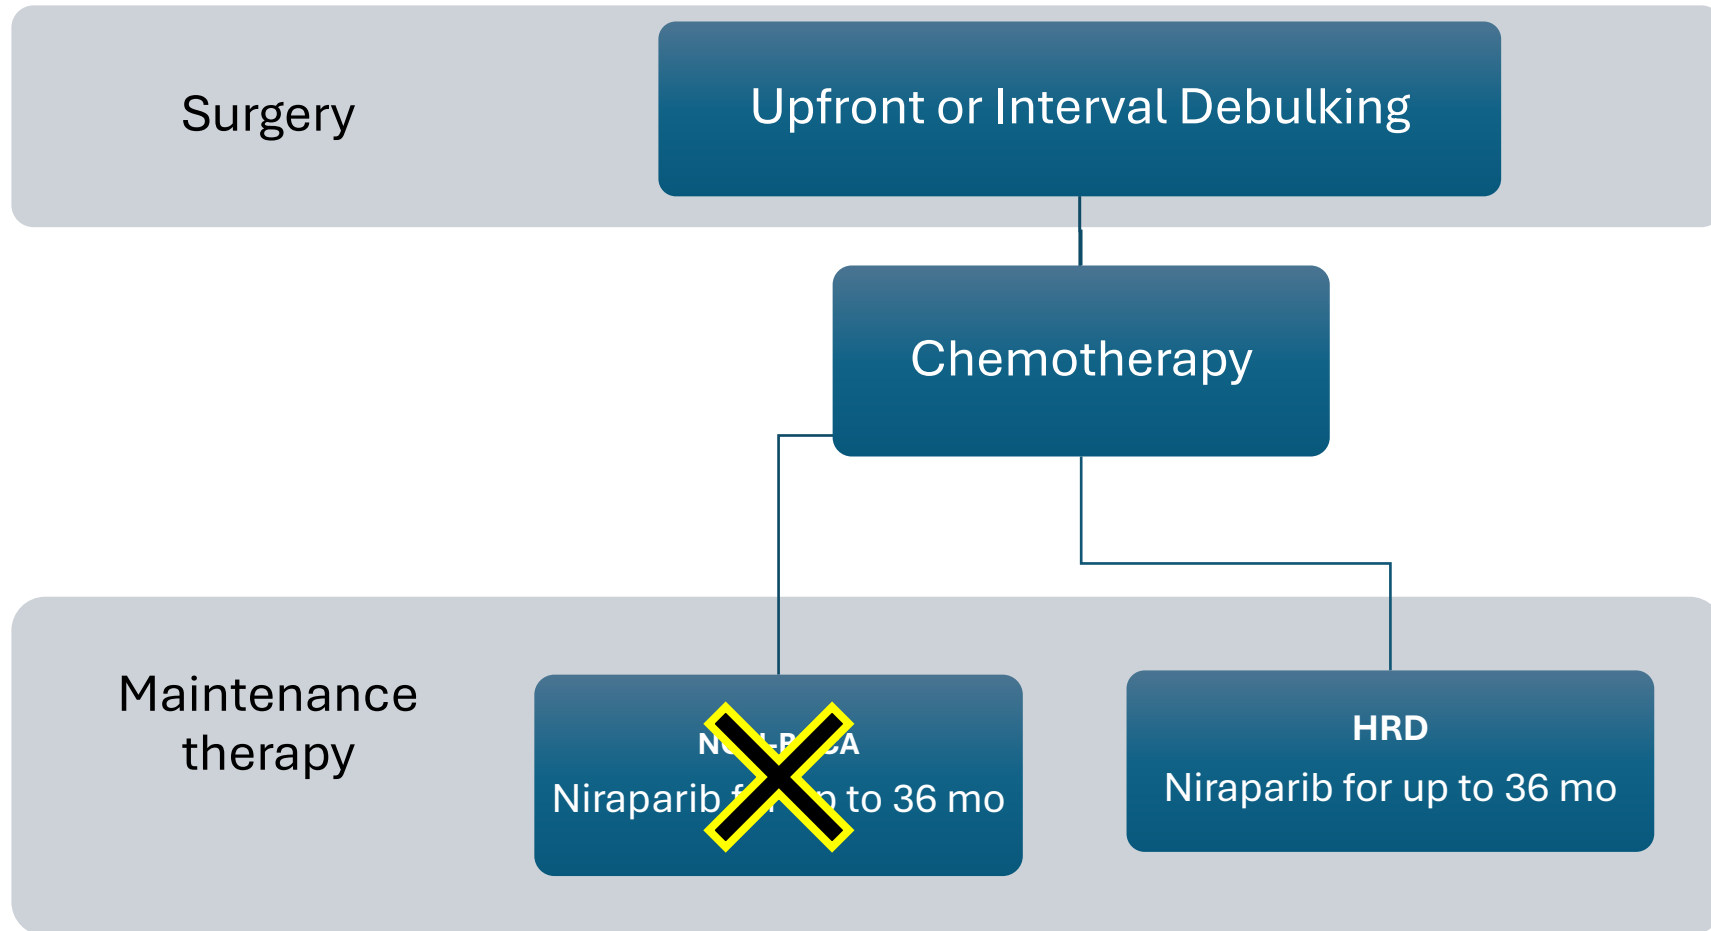 Surgery
Upfront or Interval Debulking
Chemotherapy
Maintenance
therapy
Niraparib up to 36 mo
HRD
Niraparib for up to 36 mo